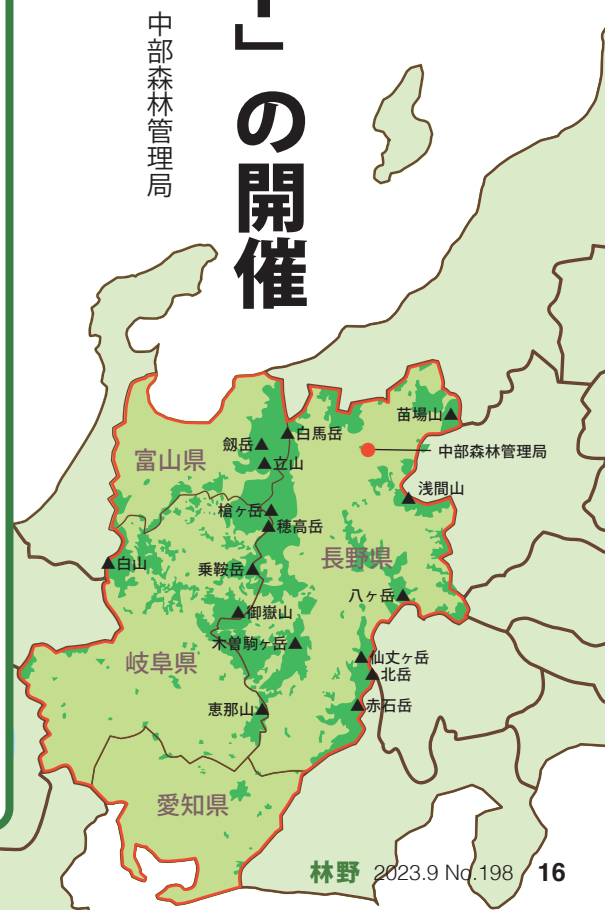 」の開催
中部森林管理局
苗場山
白馬岳
劔岳
富山県
立山
中部森林管理局
浅間山
槍ヶ岳
穂高岳
長野県
白山
乗鞍岳
八ヶ岳
御嶽山
木曽駒ヶ岳
仙丈ヶ岳
岐阜県
北岳
恵那山
赤石岳
愛知県
林野 2023.9 No.198 16